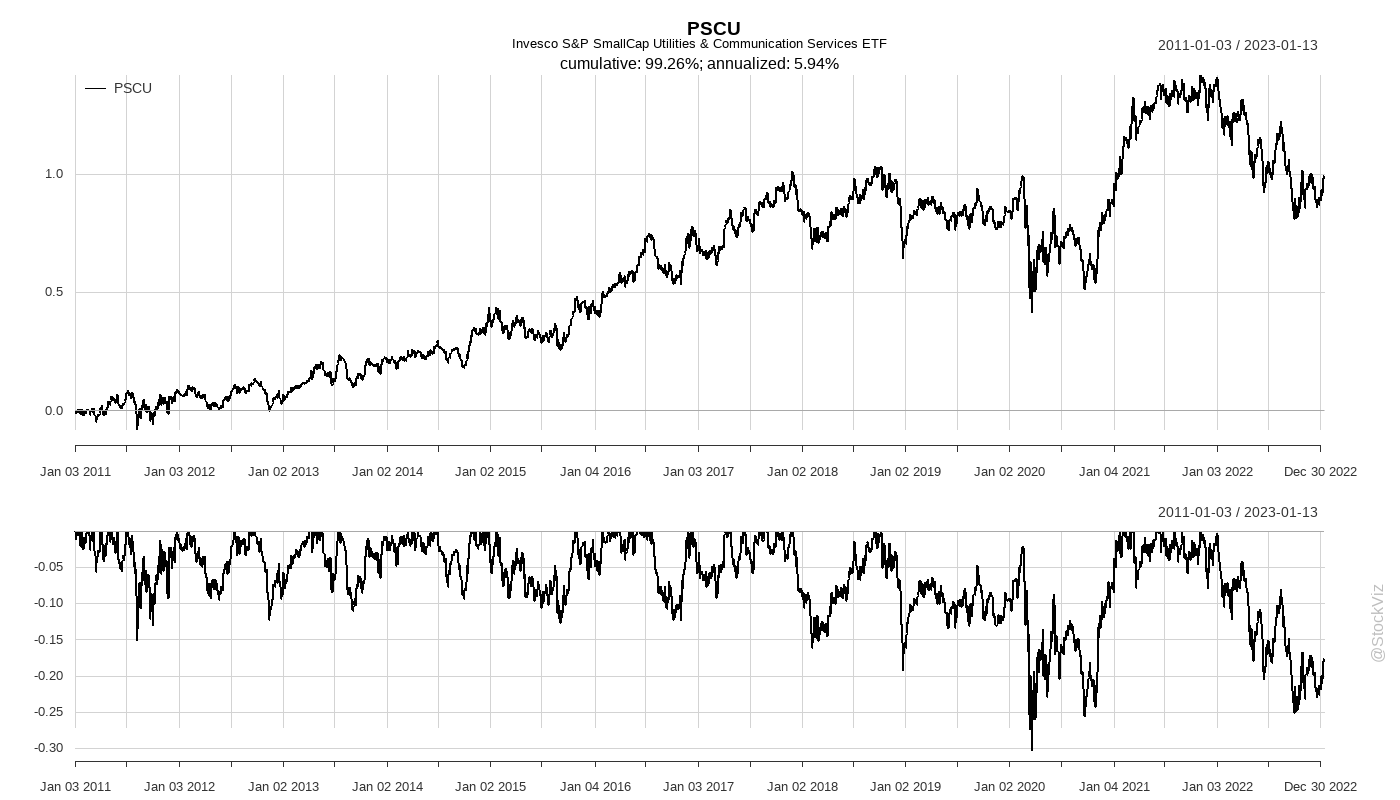 PSCU
Invesco S&P SmallCap Utilities & Communication Services ETF
2011-01-03 / 2023-01-13
cumulative: 99.26%; annualized: 5.94%
PSCU
1.0
0.5
0.0
Jan 03 2011 Jan 03 2012 Jan 02 2013 Jan 02 2014 Jan 02 2015 Jan 04 2016 Jan 03 2017 Jan 02 2018 Jan 02 2019 Jan 02 2020 Jan 04 2021 Jan 03 2022 Dec 30 2022
2011-01-03 / 2023-01-13
-0.05
-0.10
-0.15
-0.20
-0.25
-0.30
Jan 03 2011 Jan 03 2012 Jan 02 2013 Jan 02 2014 Jan 02 2015 Jan 04 2016 Jan 03 2017 Jan 02 2018 Jan 02 2019 Jan 02 2020 Jan 04 2021 Jan 03 2022 Dec 30 2022
@StockViz